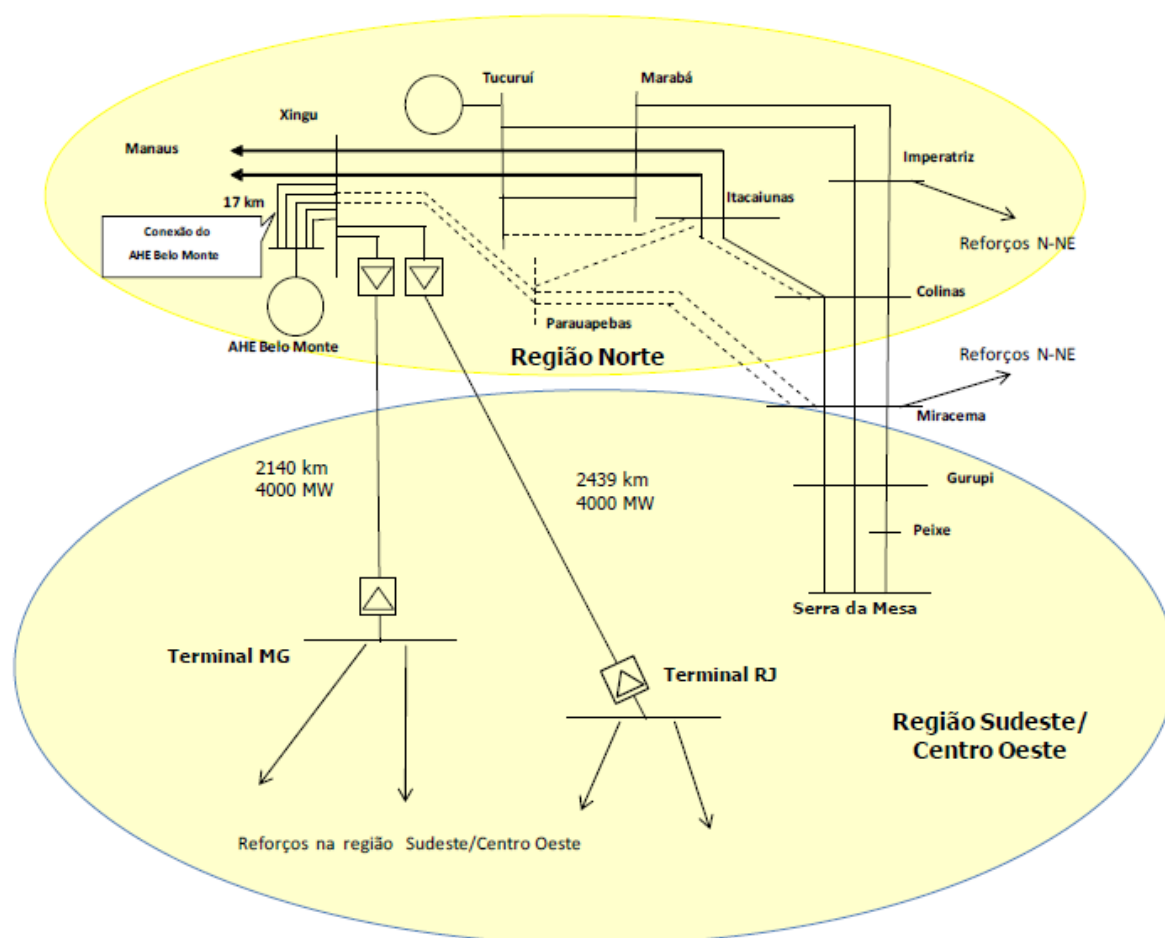 Tucuruí
Marabá
Xingu
Manaus
Imperatriz
17 km
Itacaiunas
Conexão do
AHE Belo Monte
Reforços N-NE
Colinas
Parauapebas
AHE Belo Monte
Região Norte
Reforços N-NE
Miracema
2140 km
4000 MW
2439 km
4000 MW
Gurupi
Peixe
Serra da Mesa
Terminal MG
Terminal RJ
Região Sudeste/
Centro Oeste
Reforços na região Sudeste/Centro Oeste